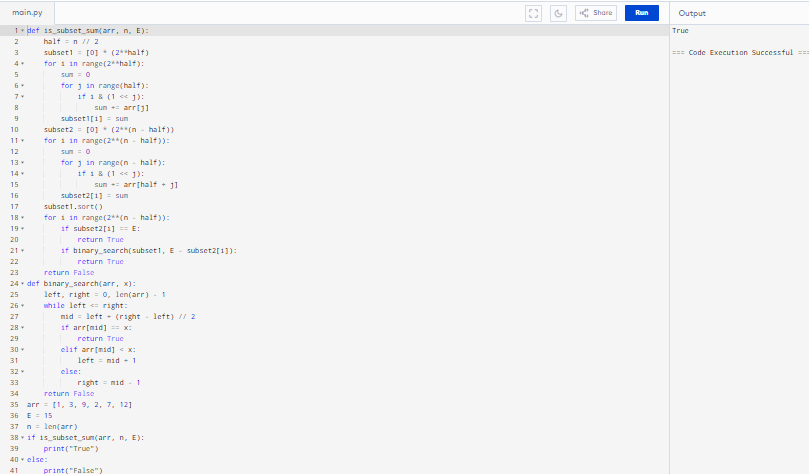 main.py
Share
Run
Output
1 def is_subset_sum(arr, n, E):
2     half = n // 2
3     subset1 = [0] * (2**half)
4     for i in range(2**half):
5         sum = 0
6         for j in range(half):
7             if i & (1 << j):
8                 sum += arr[j]
9         subset1[i] = sum
10     subset2 = [0] * (2**(n - half))
11     for i in range(2**(n - half)):
12         sum = 0
13         for j in range(n - half):
14             if i & (1 << j):
15                 sum += arr[half + j]
16         subset2[i] = sum
17     subset1.sort()
18     for i in range(2**(n - half)):
19         if subset2[i] == E:
20             return True
21         if binary_search(subset1, E - subset2[i]):
22             return True
23     return False
24 def binary_search(arr, x):
25     left, right = 0, len(arr) - 1
26     while left <= right:
27         mid = left + (right - left) // 2
28         if arr[mid] == x:
29             return True
30         elif arr[mid] < x:
31             left = mid + 1
32         else:
33             right = mid - 1
34     return False
35 arr = [1, 3, 9, 2, 7, 12]
36 E = 15
37 n = len(arr)
38 if is_subset_sum(arr, n, E):
39     print("True")
40 else:
41     print("False")
True
=== Code Execution Successful ===